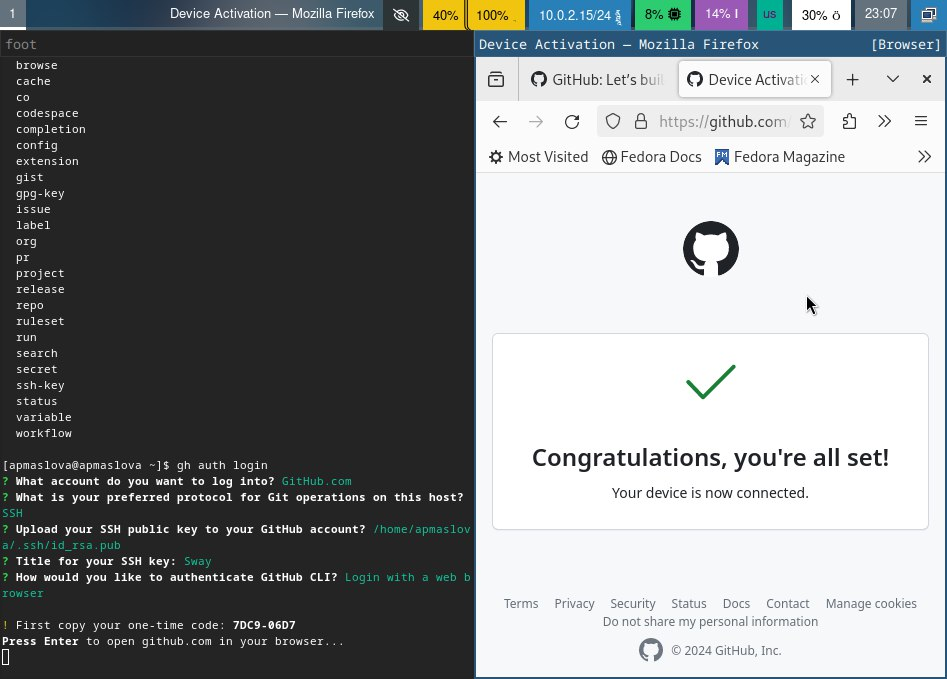 1
Device Activation — Mozilla Firefox
40%
100%
10.0.2.15/24
8%
14%
us
30%
23:07
foot
browse
cache
co
codespace
completion
config
extension
gist
gpg-key
issue
label
org
pr
project
release
repo
ruleset
run
search
secret
ssh-key
status
variable
workflow
[apmaslova@apmaslova ~]$ gh auth login
? What account do you want to log into? GitHub.com
? What is your preferred protocol for Git operations on this host?
SSH
? Upload your SSH public key to your GitHub account? /home/apmaslov
a/.ssh/id_rsa.pub
? Title for your SSH key: Sway
? How would you like to authenticate GitHub CLI? Login with a web b
rowser
! First copy your one-time code: 7DC9-06D7
Press Enter to open github.com in your browser...
Device Activation — Mozilla Firefox [Browser]
GitHub: Let's buil
Device Activati
https://github.com
Most Visited
Fedora Docs
Fedora Magazine
Congratulations, you're all set!
Your device is now connected.
Terms Privacy Security Status Docs Contact Manage cookies
Do not share my personal information
© 2024 GitHub, Inc.